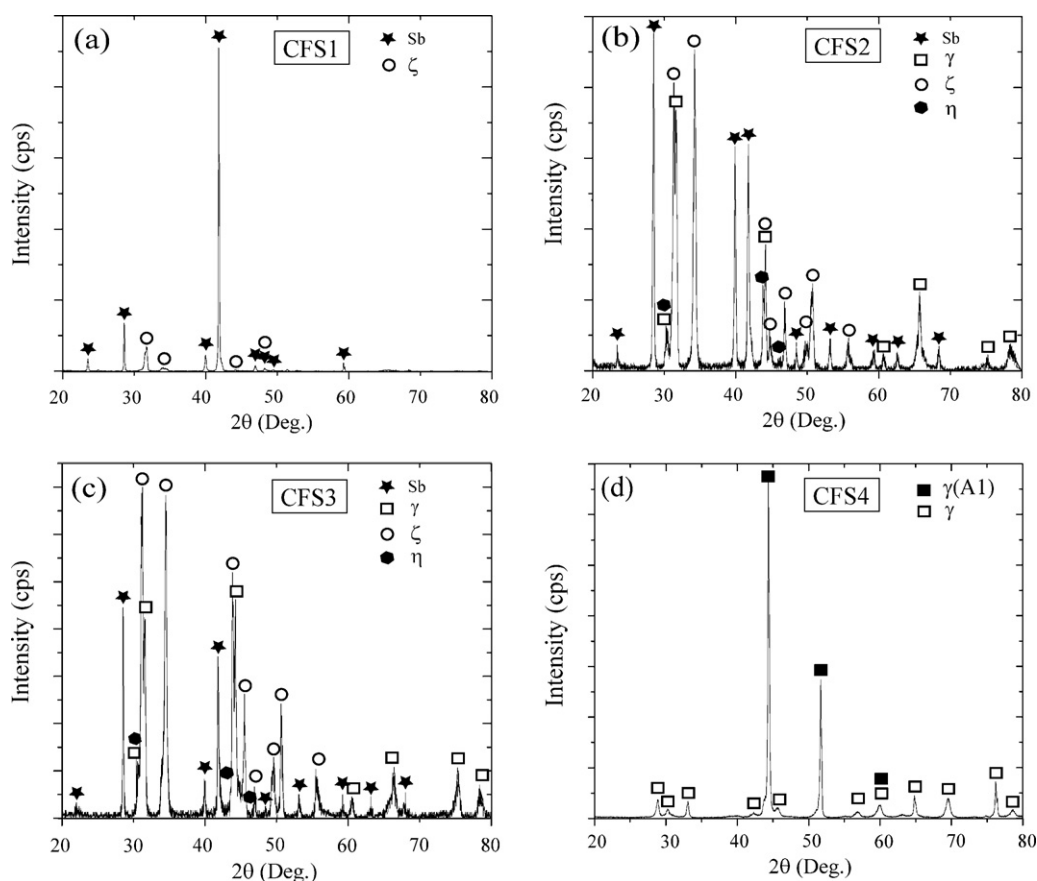 (a)
CFS1
Sb
ζ
Intensity (cps)
20 30 40 50 60 70 80
2θ (Deg.)
(b)
CFS2
Sb
γ
ζ
η
Intensity (cps)
20 30 40 50 60 70 80
2θ (Deg.)
(c)
CFS3
Sb
γ
ζ
η
Intensity (cps)
20 30 40 50 60 70 80
2θ (Deg.)
(d)
CFS4
γ(A1)
γ
Intensity (cps)
20 30 40 50 60 70 80
2θ (Deg.)